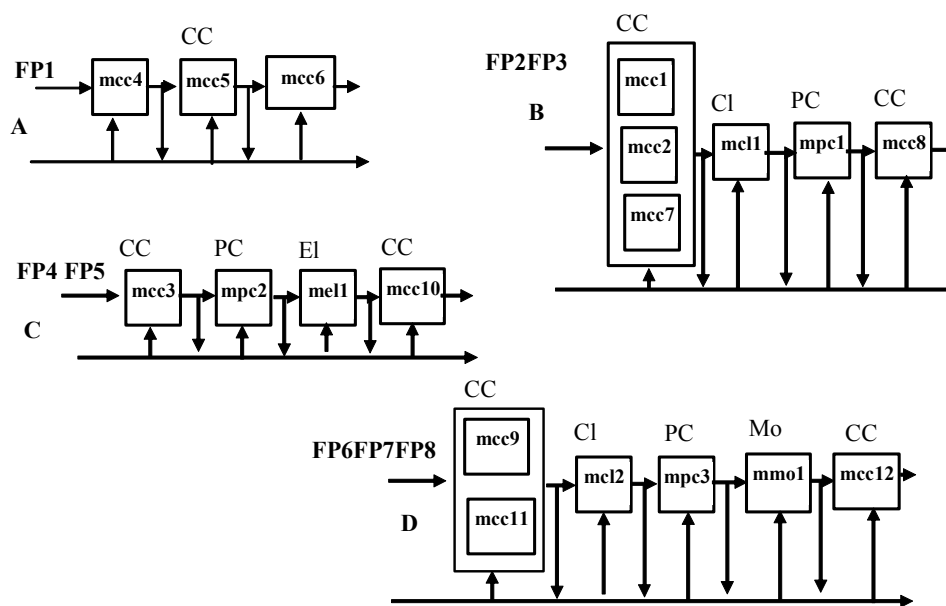 CC
FP1
mcc4
mcc5
mcc6
A
CC
FP2FP3
mcc1
Cl
PC
CC
B
mcc2
mcl1
mpc1
mcc8
mcc7
CC
PC
El
CC
FP4 FP5
mcc3
mpc2
mel1
mcc10
C
CC
FP6FP7FP8
mcc9
Cl
PC
Mo
CC
mcl2
mpc3
mmo1
mcc12
D
mcc11